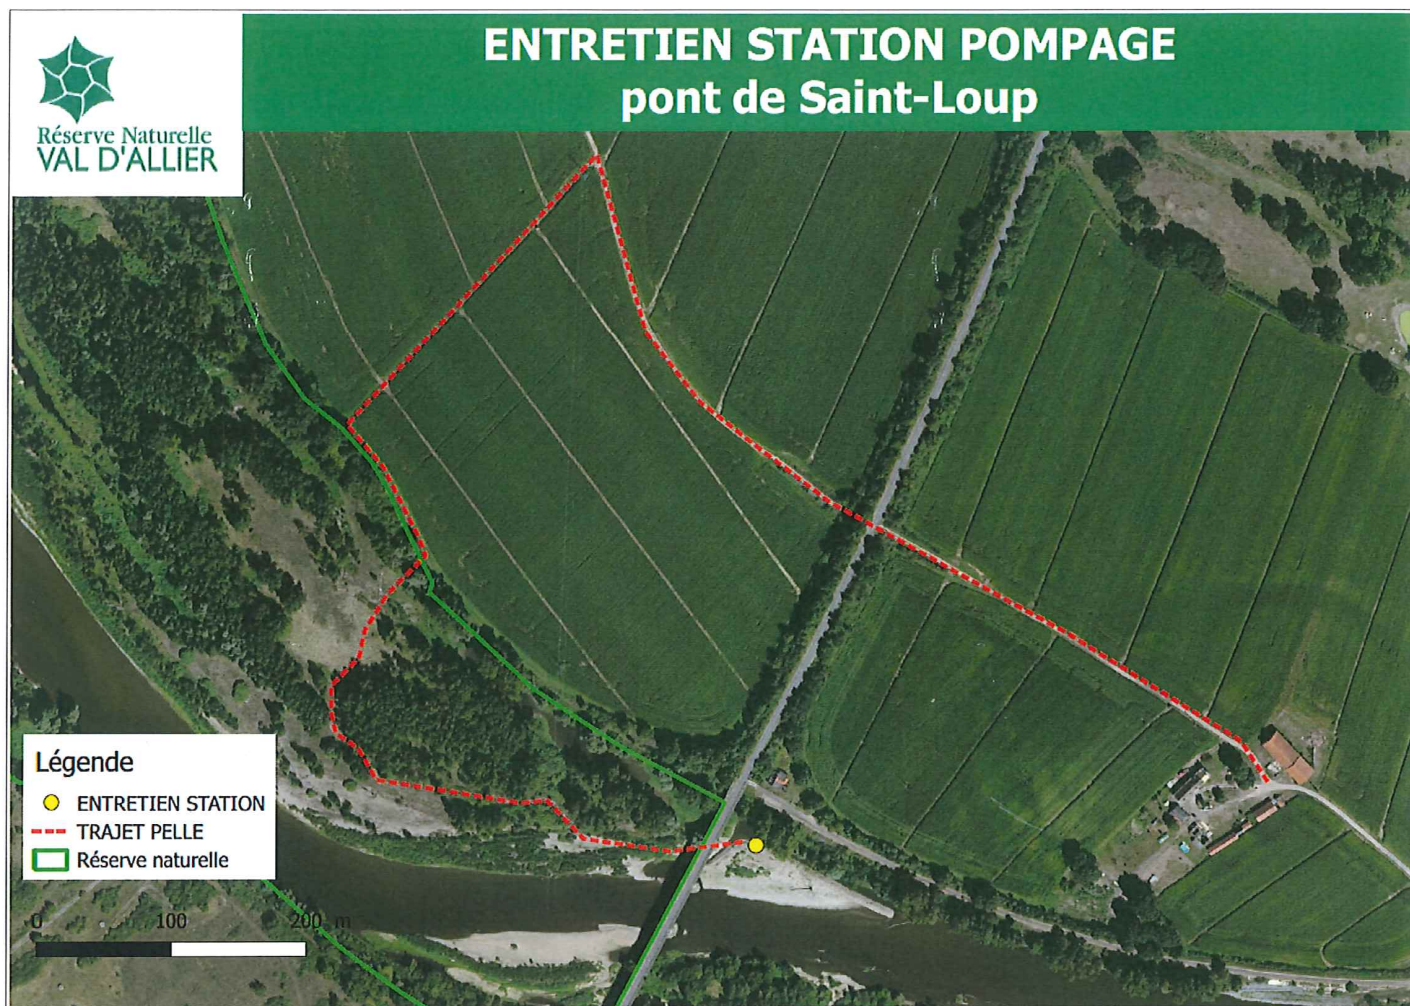 ENTRETIEN STATION POMPAGE
pont de Saint-Loup
Réserve Naturelle
VAL D'ALLIER
Légende
ENTRETIEN STATION
TRAJET PELLE
Réserve naturelle
0 100 200 m